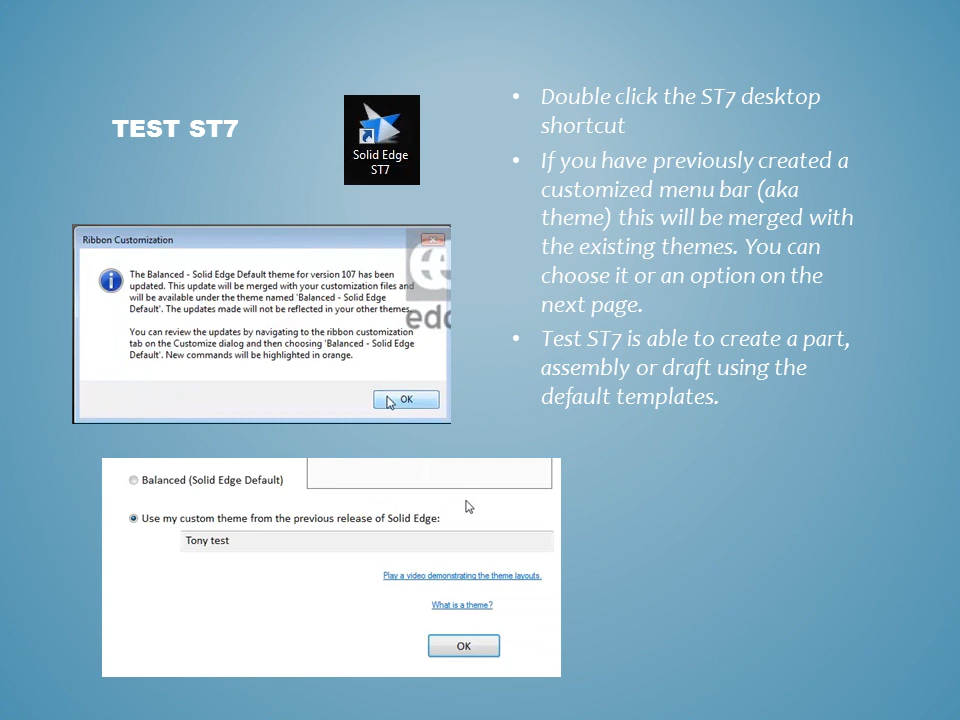 TEST ST7
Solid Edge
ST7
• Double click the ST7 desktop
shortcut
• If you have previously created a
customized menu bar (aka
theme) this will be merged with
the existing themes. You can
choose it or an option on the
next page.
• Test ST7 is able to create a part,
assembly or draft using the
default templates.
Ribbon Customization
The Balanced - Solid Edge Default theme for version 107 has been
updated. This update will be merged with your customization files and
will be available under the theme named 'Balanced - Solid Edge
Default'. The updates made will not be reflected in your other themes.
You can review the updates by navigating to the ribbon customization
tab on the Customize dialog and then choosing 'Balanced - Solid Edge
Default'. New commands will be highlighted in orange.
OK
Balanced (Solid Edge Default)
Use my custom theme from the previous release of Solid Edge:
Tony test
Play a video demonstrating the theme layouts.
What is a theme?
OK